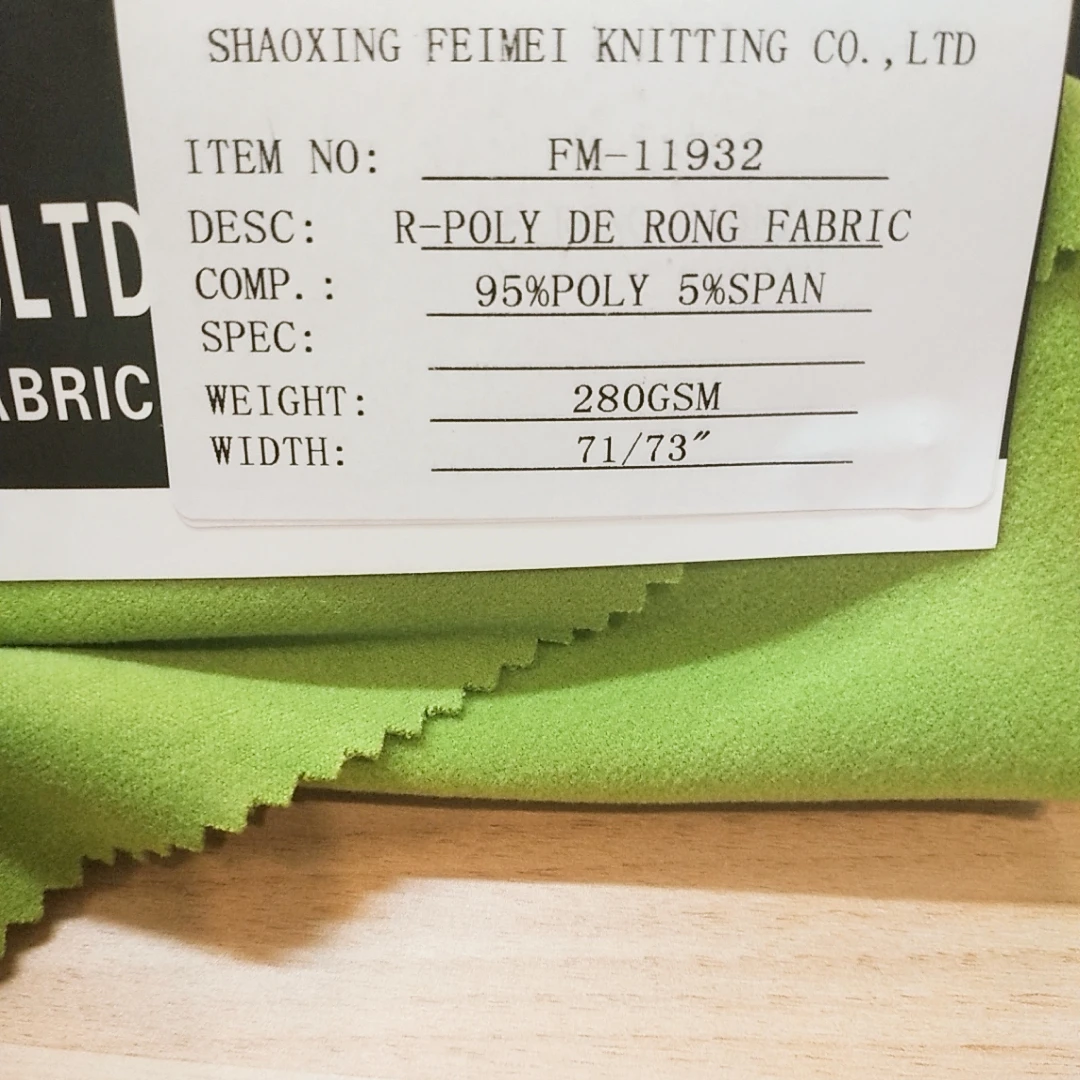 SHAOXING FEIMEI KNITTING CO.,LTD
ITEM NO: FM-11932
DESC: R-POLY DE RONG FABRIC
COMP.: 95%POLY 5%SPAN
SPEC:
WEIGHT: 280GSM
WIDTH: 71/73″
LTD
ABRIC